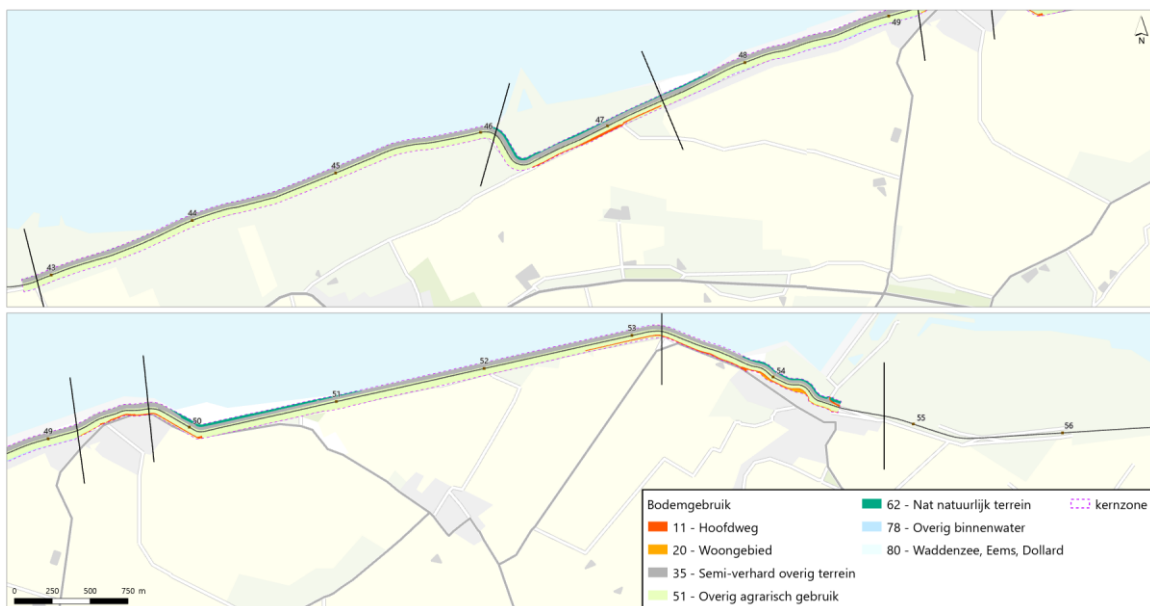 49
48
N
47
46
45
44
43
53
52
54
51
50
55
49
56
Bodemgebruik
11 - Hoofdweg
20 - Woongebied
35 - Semi-verhard overig terrein
51 - Overig agrarisch gebruik
62 - Nat natuurlijk terrein
78 - Overig binnenwater
80 - Waddenzee, Eems, Dollard
kernzone
0 250 500 750 m